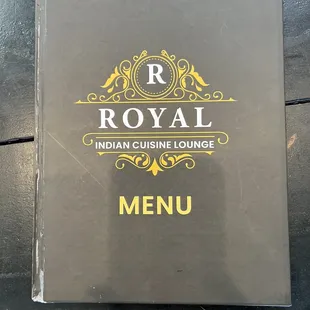 R
ROYAL
INDIAN CUISINE LOUNGE
MENU